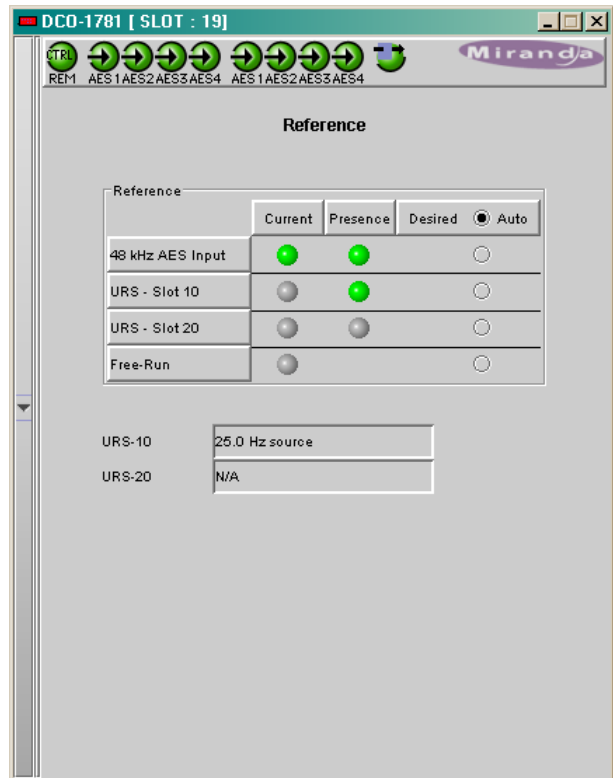 DCO-1781 [ SLOT : 19]
CTRL
REM AES1 AES2 AES3 AES4 AES1 AES2 AES3 AES4
Miranda
Reference
Reference
Current Presence Desired Auto
48 kHz AES Input
URS - Slot 10
URS - Slot 20
Free-Run
URS-10 25.0 Hz source
URS-20 N/A